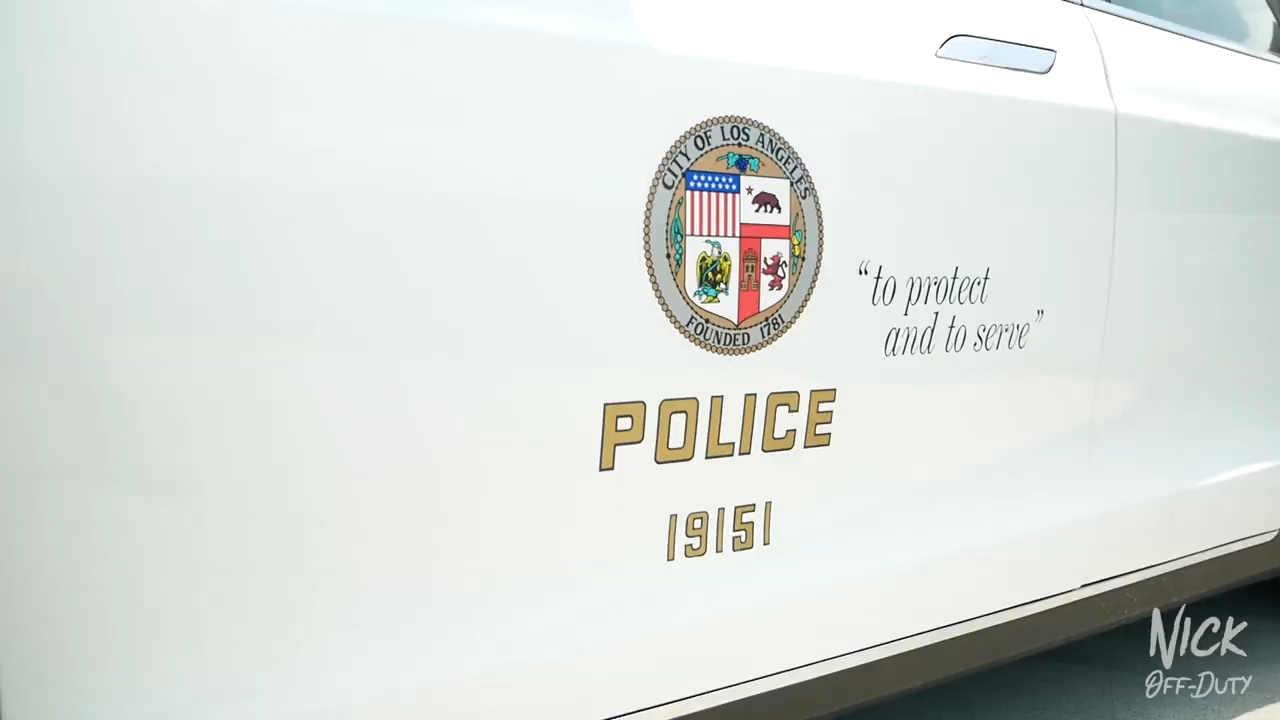 CITY OF LOS ANGELES
FOUNDED 1781
“to protect
and to serve”
POLICE
19151
NICK
OFF-DUTY